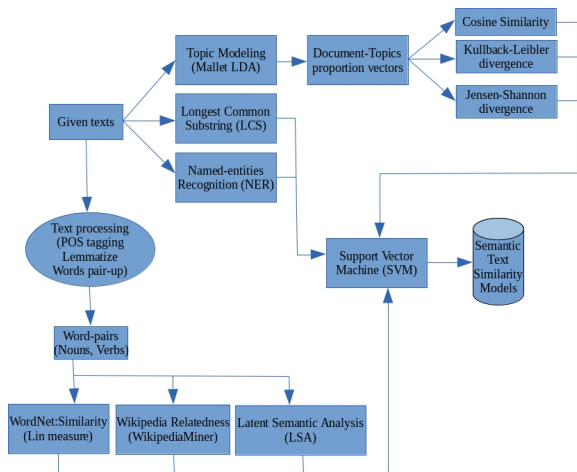 Cosine Similarity
Topic Modeling
(Mallet LDA)
Document-Topics
proportion vectors
Kullback-Leibler
divergence
Jensen-Shannon
divergence
Given texts
Longest Common
Substring (LCS)
Named-entities
Recognition (NER)
Text processing
(POS tagging
Lemmatize
Words pair-up)
Support Vector
Machine (SVM)
Semantic
Text
Similarity
Models
Word-pairs
(Nouns, Verbs)
WordNet:Similarity
(Lin measure)
Wikipedia Relatedness
(WikipediaMiner)
Latent Semantic Analysis
(LSA)